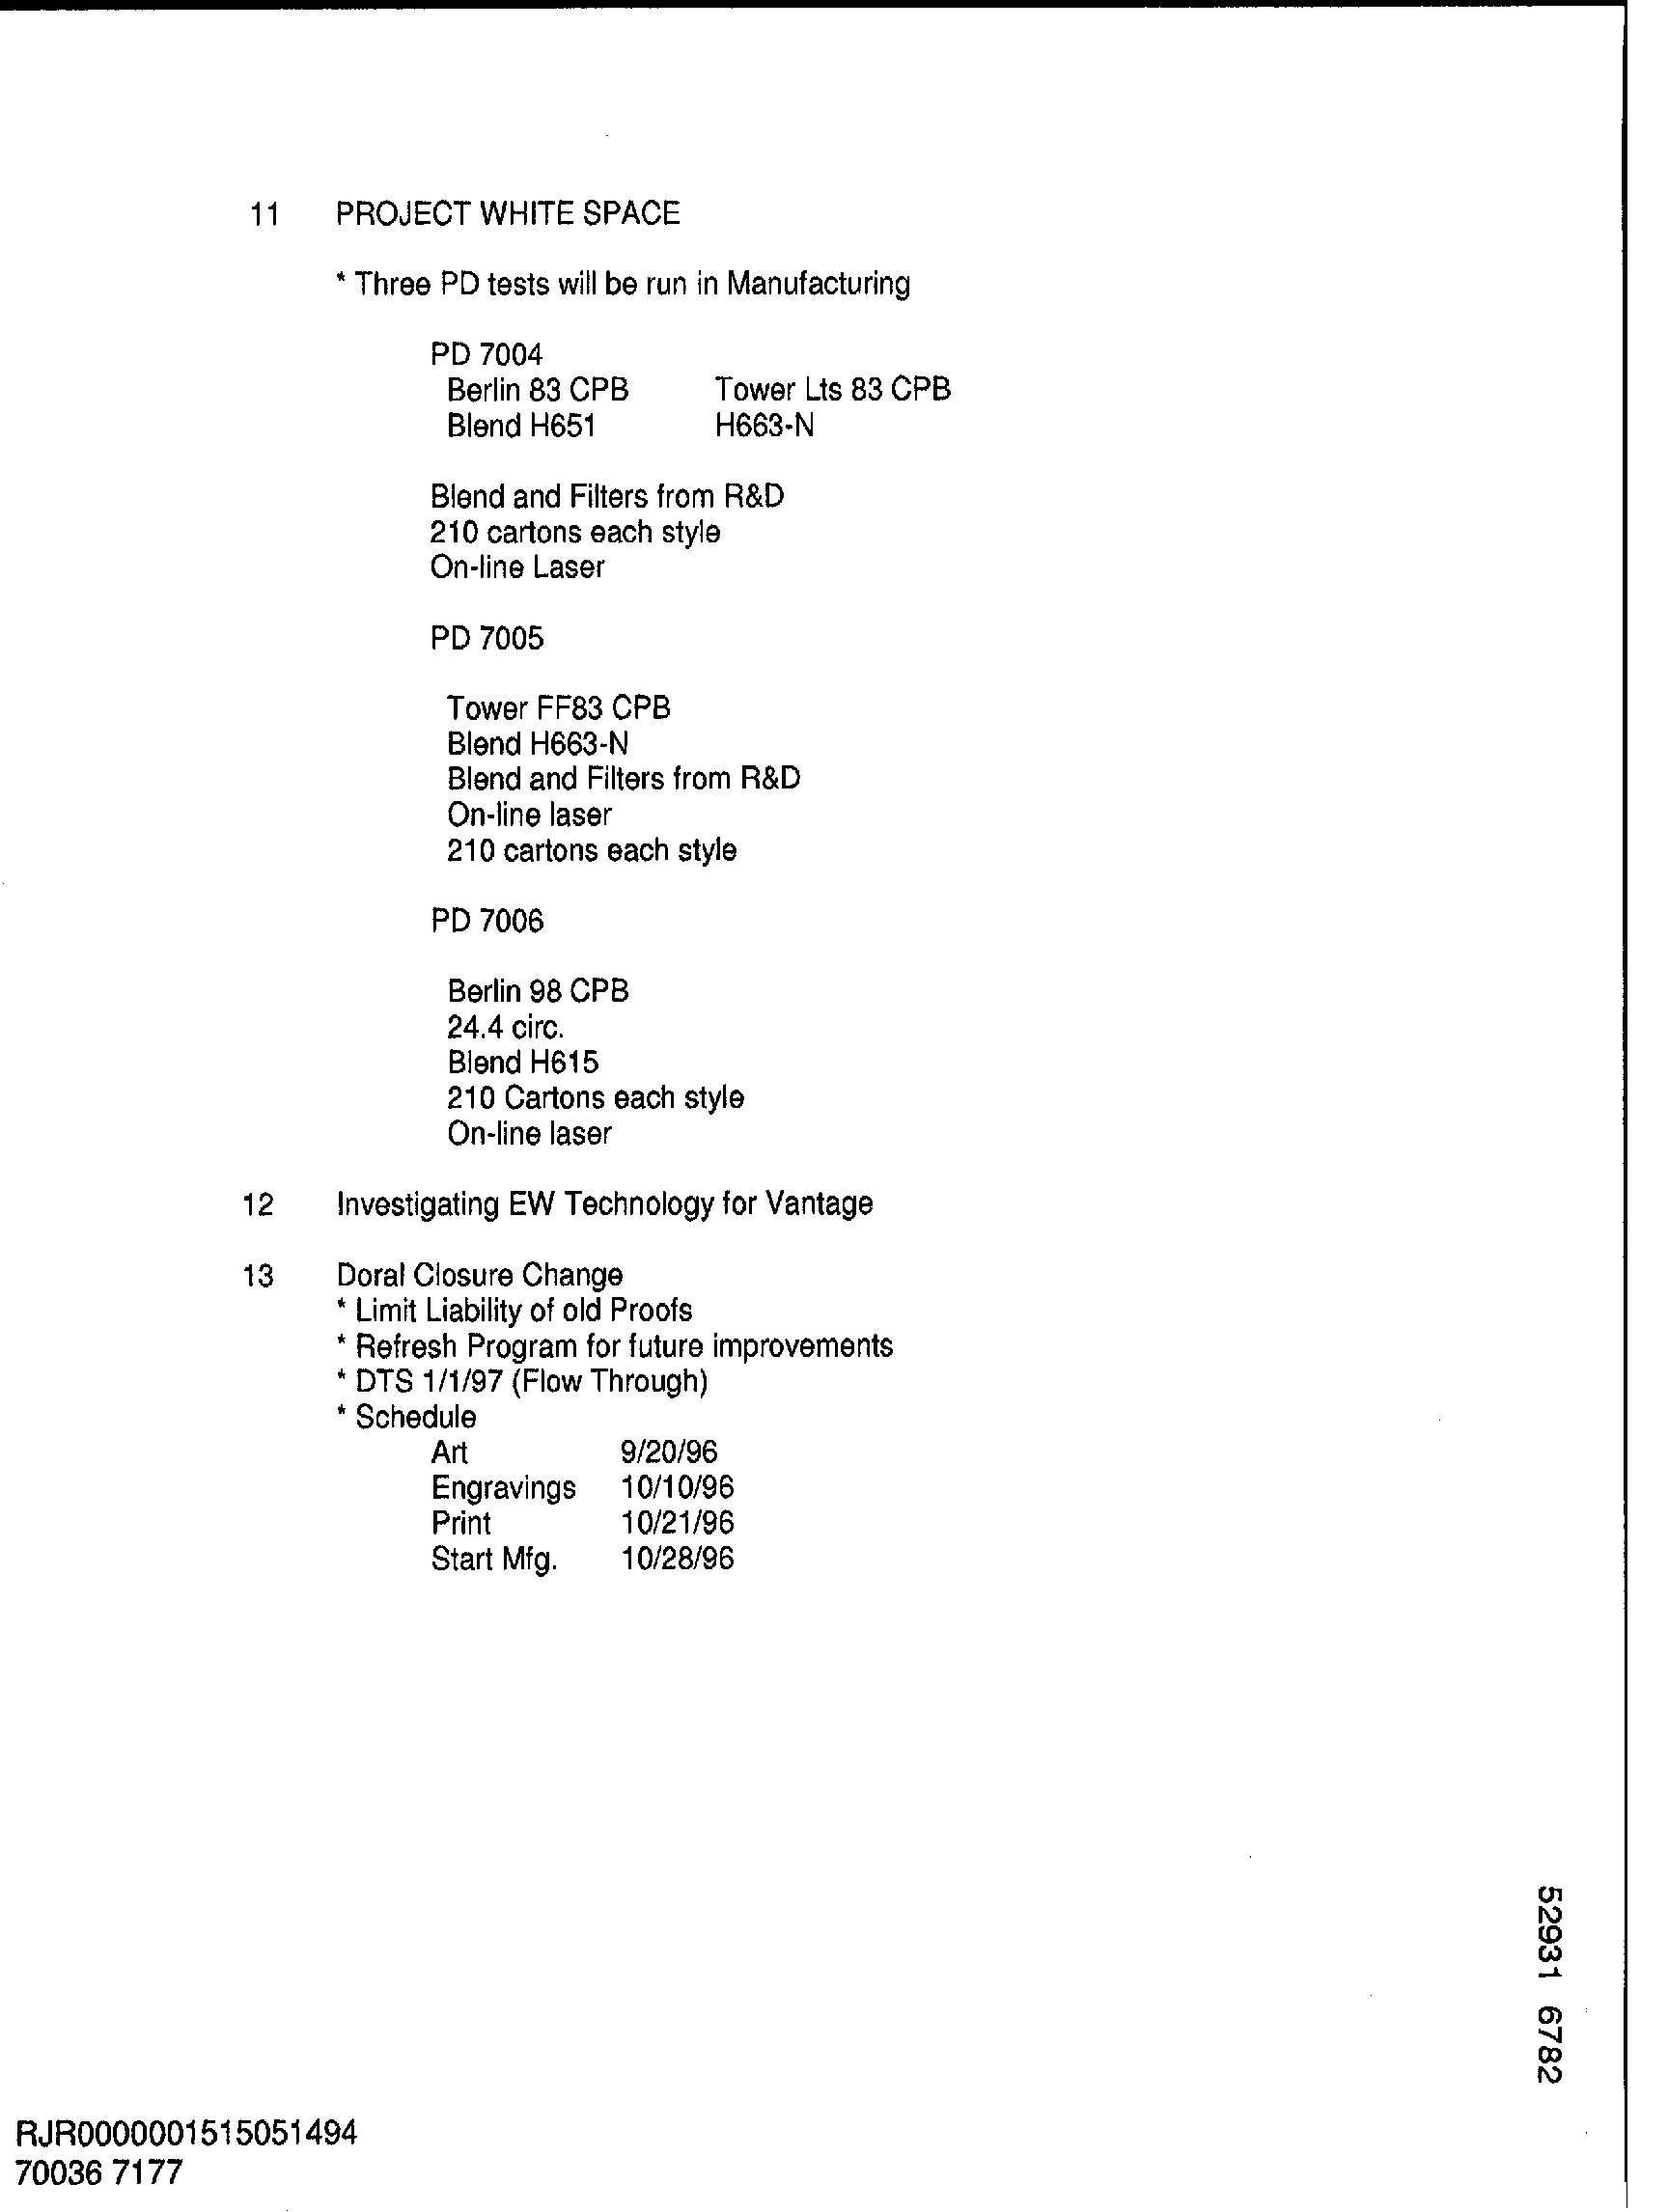 11 PROJECT WHITE SPACE
* Three PD tests will be run in Manufacturing
PD 7004
Berlin 83 CPB Tower Lts 83 CPB
Blend H651 H663-N
Blend and Filters from R&D
210 cartons each style
On-line Laser
PD 7005
Tower FF83 CPB
Blend H663-N
Blend and Filters from R&D
On-line laser
210 cartons each style
PD 7006
Berlin 98 CPB
24.4 circ.
Blend H615
210 Cartons each style
On-line laser
12 Investigating EW Technology for Vantage
13 Doral Closure Change
* Limit Liability of old Proofs
* Refresh Program for future improvements
* DTS 1/1/97 (Flow Through)
* Schedule
Art 9/20/96
Engravings 10/10/96
Print 10/21/96
Start Mfg. 10/28/96
52931 6782
RJR0000001515051494
70036 7177